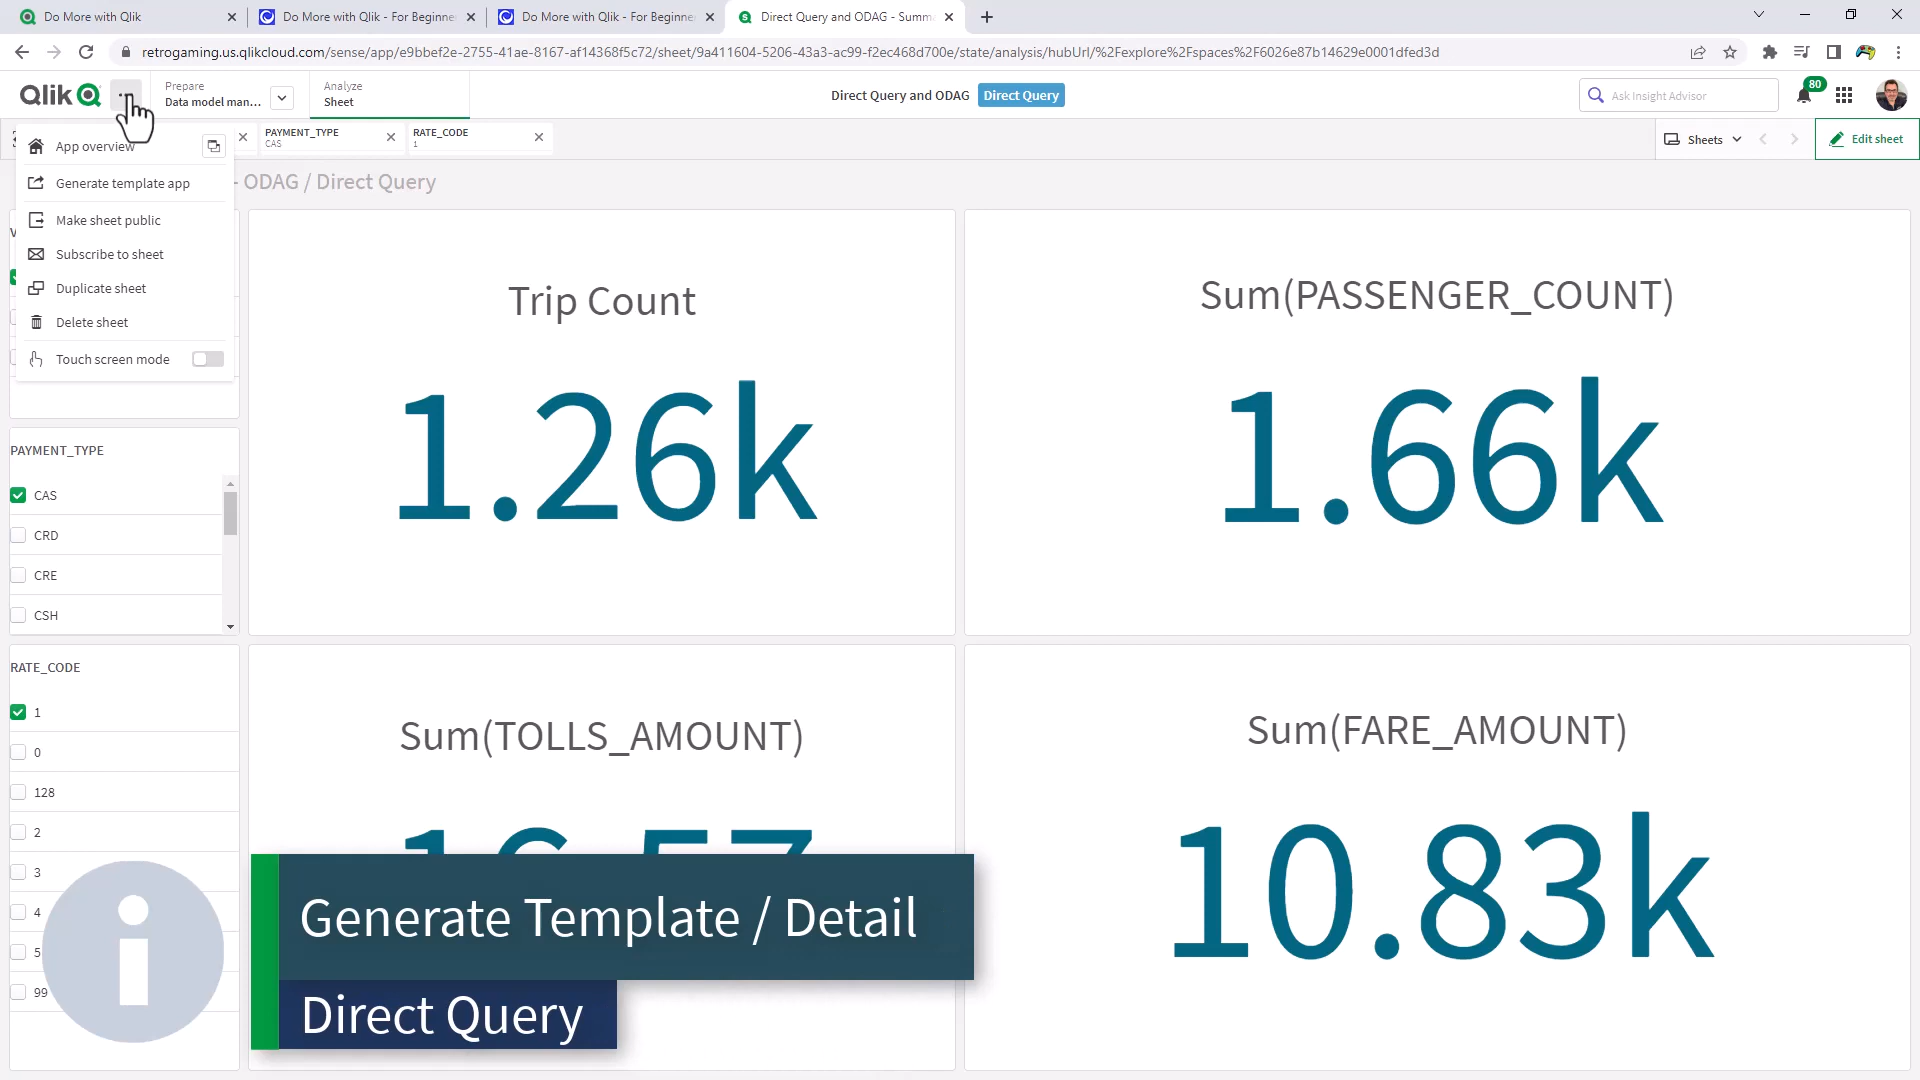 Do More with Qlik
Do More with Qlik - For Beginne
Do More with Qlik - For Beginne
Direct Query and ODAG - Summ
retrogaming.us.qlikcloud.com/sense/app/e9bbef2e-2755-41ae-8167-af14368f5c72/sheet/9a411604-5206-43a3-ac99-f2ec468d700e/state/analysis/hubUrl/%2Fexplore%2Fspaces%2F6026e87b14629e0001dfed3d
Qlik
Prepare
Data model man...
Analyze
Sheet
Direct Query and ODAG
Direct Query
Ask Insight Advisor
80
PAYMENT_TYPE
CAS
RATE_CODE
1
Sheets
Edit sheet
App overview
Generate template app
Make sheet public
Subscribe to sheet
Duplicate sheet
Delete sheet
Touch screen mode
- ODAG / Direct Query
Trip Count
1.26k
Sum(PASSENGER_COUNT)
1.66k
PAYMENT_TYPE
CAS
CRD
CRE
CSH
RATE_CODE
1
0
128
2
3
4
5
99
Sum(TOLLS_AMOUNT)
Sum(FARE_AMOUNT)
10.83k
Generate Template / Detail
Direct Query